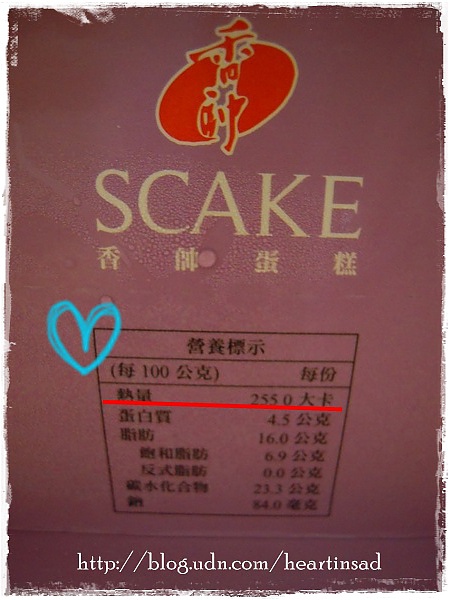 香帥
SCAKE
香帥蛋糕
營養標示
(每 100 公克) 每份
熱量 255.0 大卡
蛋白質 4.5 公克
脂肪 16.0 公克
飽和脂肪 6.9 公克
反式脂肪 0.0 公克
碳水化合物 23.3 公克
鈉 84.0 毫克
http://blog.udn.com/heartinsad